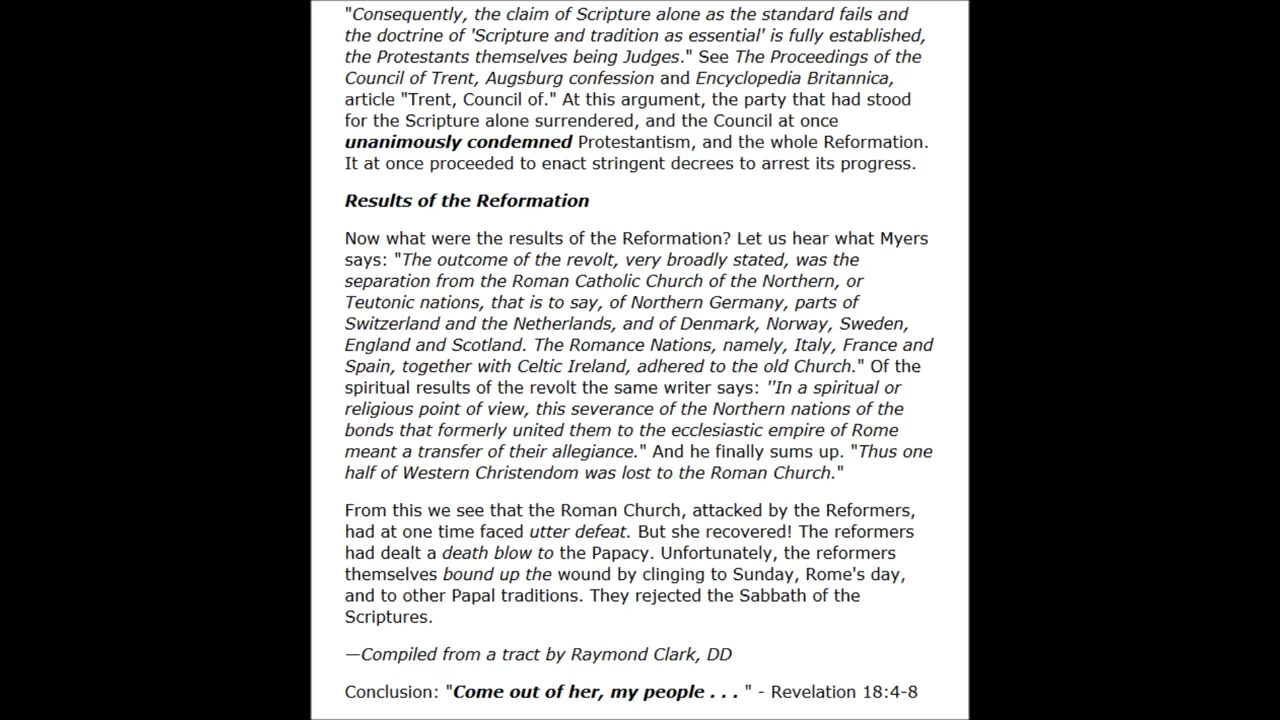 "Consequently, the claim of Scripture alone as the standard fails and
the doctrine of 'Scripture and tradition as essential' is fully established,
the Protestants themselves being Judges." See The Proceedings of the
Council of Trent, Augsburg confession and Encyclopedia Britannica,
article "Trent, Council of." At this argument, the party that had stood
for the Scripture alone surrendered, and the Council at once
unanimously condemned Protestantism, and the whole Reformation.
It at once proceeded to enact stringent decrees to arrest its progress.
Results of the Reformation
Now what were the results of the Reformation? Let us hear what Myers
says: "The outcome of the revolt, very broadly stated, was the
separation from the Roman Catholic Church of the Northern, or
Teutonic nations, that is to say, of Northern Germany, parts of
Switzerland and the Netherlands, and of Denmark, Norway, Sweden,
England and Scotland. The Romance Nations, namely, Italy, France and
Spain, together with Celtic Ireland, adhered to the old Church." Of the
spiritual results of the revolt the same writer says: "In a spiritual or
religious point of view, this severance of the Northern nations of the
bonds that formerly united them to the ecclesiastic empire of Rome
meant a transfer of their allegiance." And he finally sums up. "Thus one
half of Western Christendom was lost to the Roman Church."
From this we see that the Roman Church, attacked by the Reformers,
had at one time faced utter defeat. But she recovered! The reformers
had dealt a death blow to the Papacy. Unfortunately, the reformers
themselves bound up the wound by clinging to Sunday, Rome's day,
and to other Papal traditions. They rejected the Sabbath of the
Scriptures.
—Compiled from a tract by Raymond Clark, DD
Conclusion: "Come out of her, my people . . . " - Revelation 18:4-8